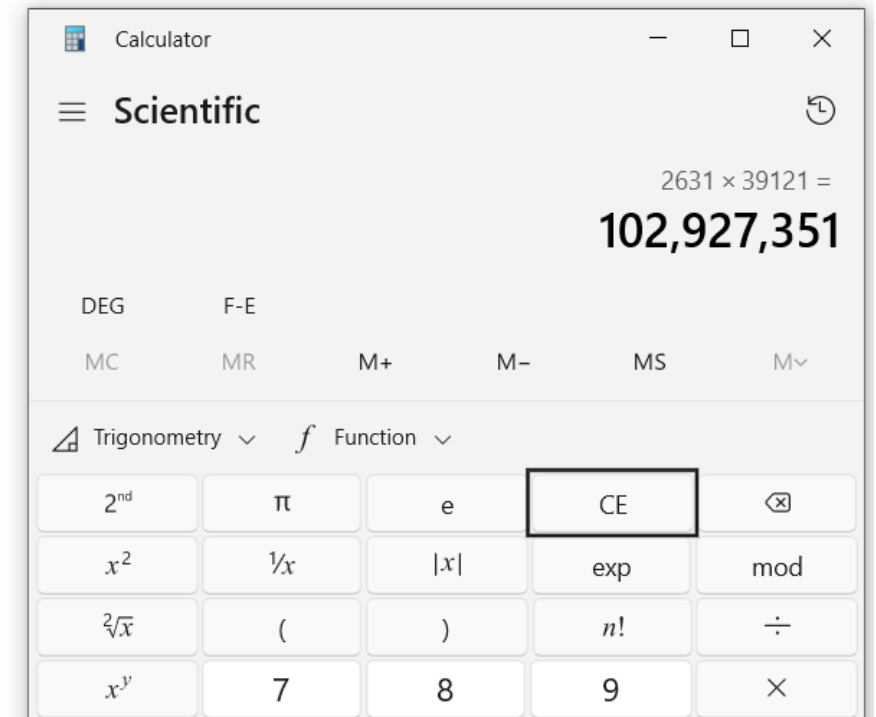 Calculator
Scientific
2631 × 39121 =
102,927,351
DEG F-E
MC MR M+ M− MS M
Trigonometry f Function
2ⁿᵈ π e CE
x² ¹/x |x| exp mod
²√x ( ) n! ÷
xʸ 7 8 9 ×